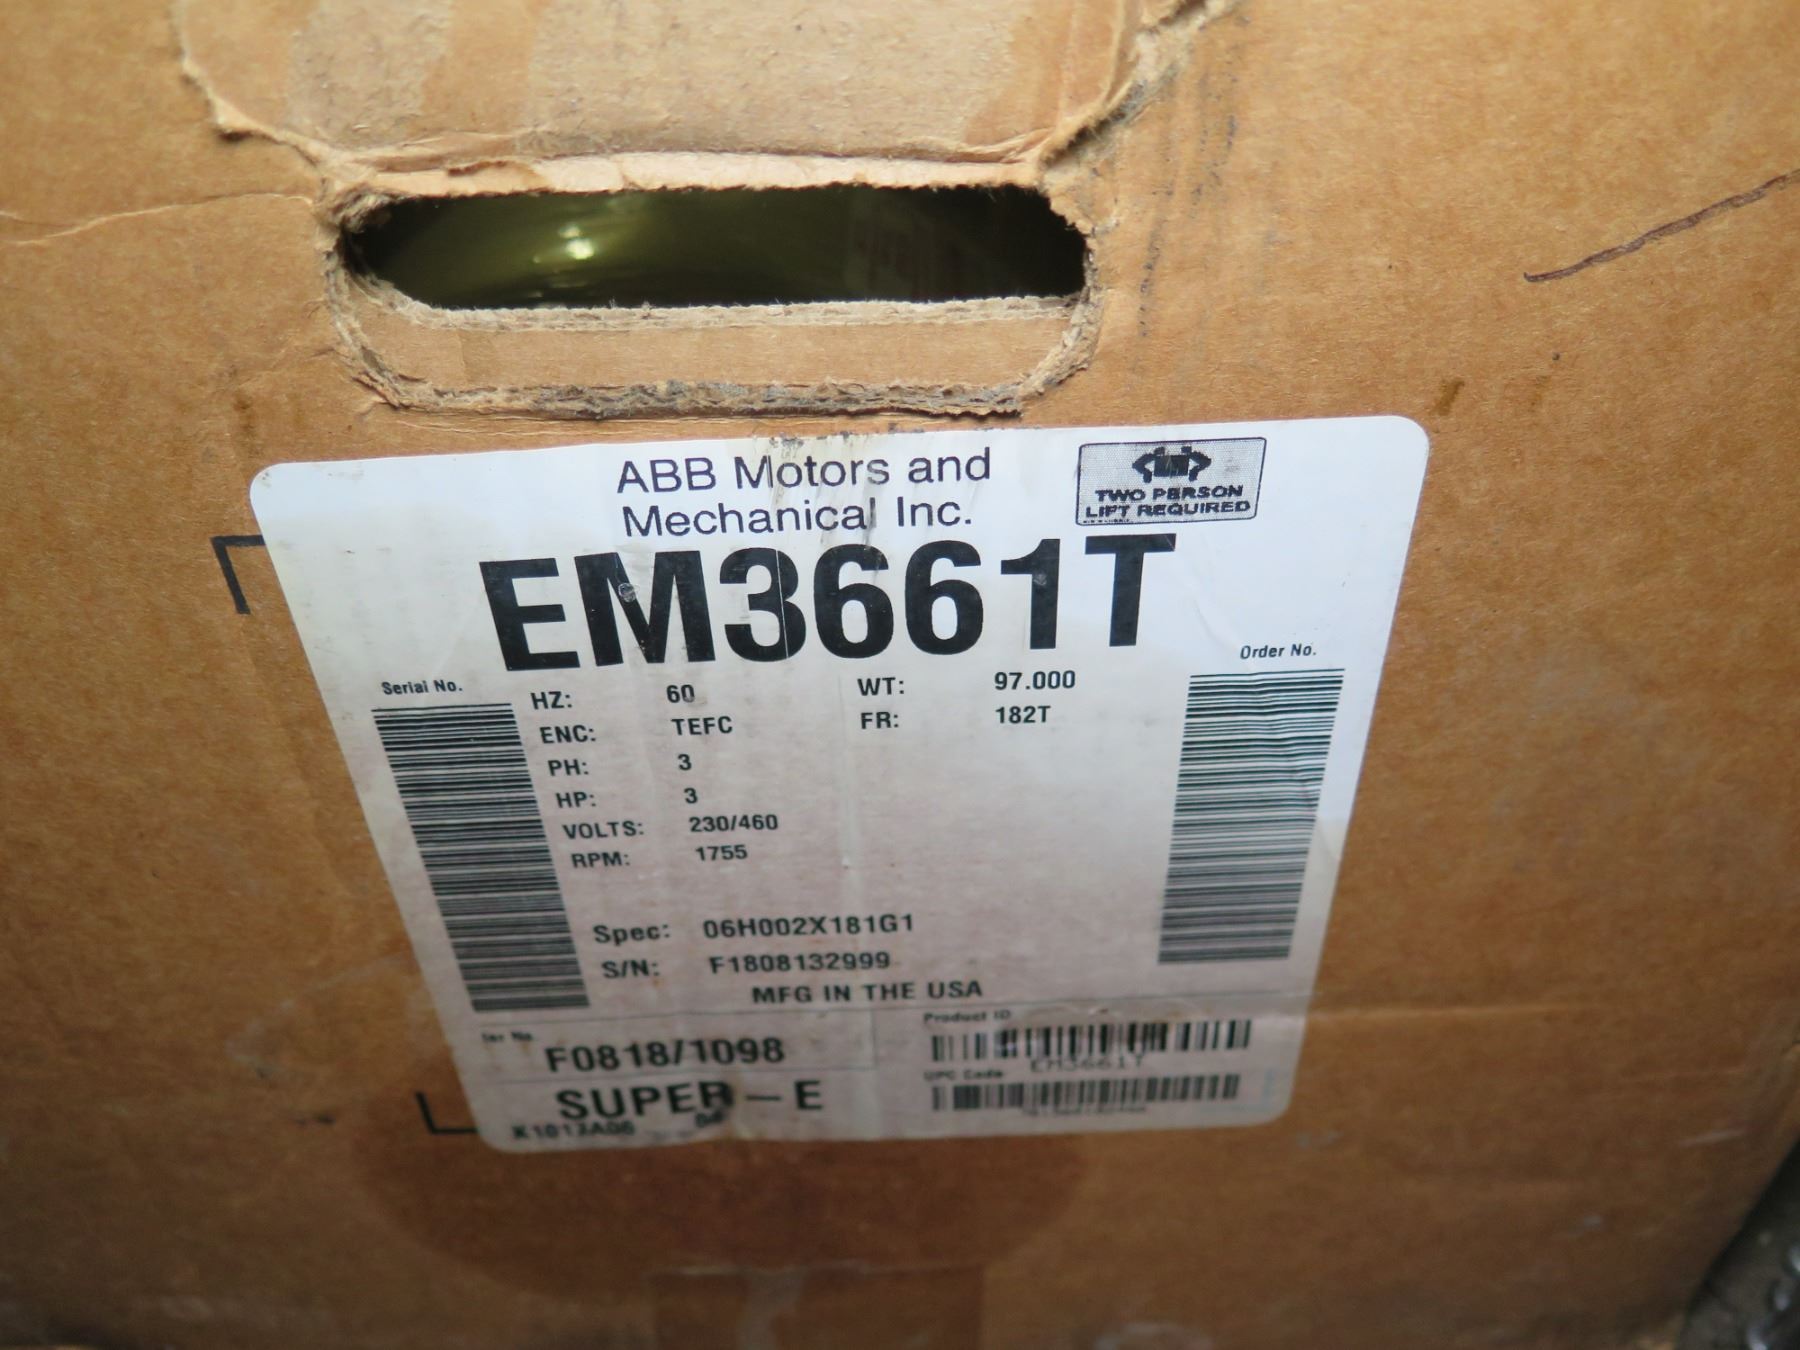 ABB Motors and
Mechanical Inc.
TWO PERSON
LIFT REQUIRED
EM3661T
Serial No.
Order No.
HZ: 60 WT: 97.000
ENC: TEFC FR: 182T
PH: 3
HP: 3
VOLTS: 230/460
RPM: 1755
Spec: 06H002X181G1
S/N: F1808132999
MFG IN THE USA
Product ID
F0818/1098
EM3661T
UPC Code
SUPER-E